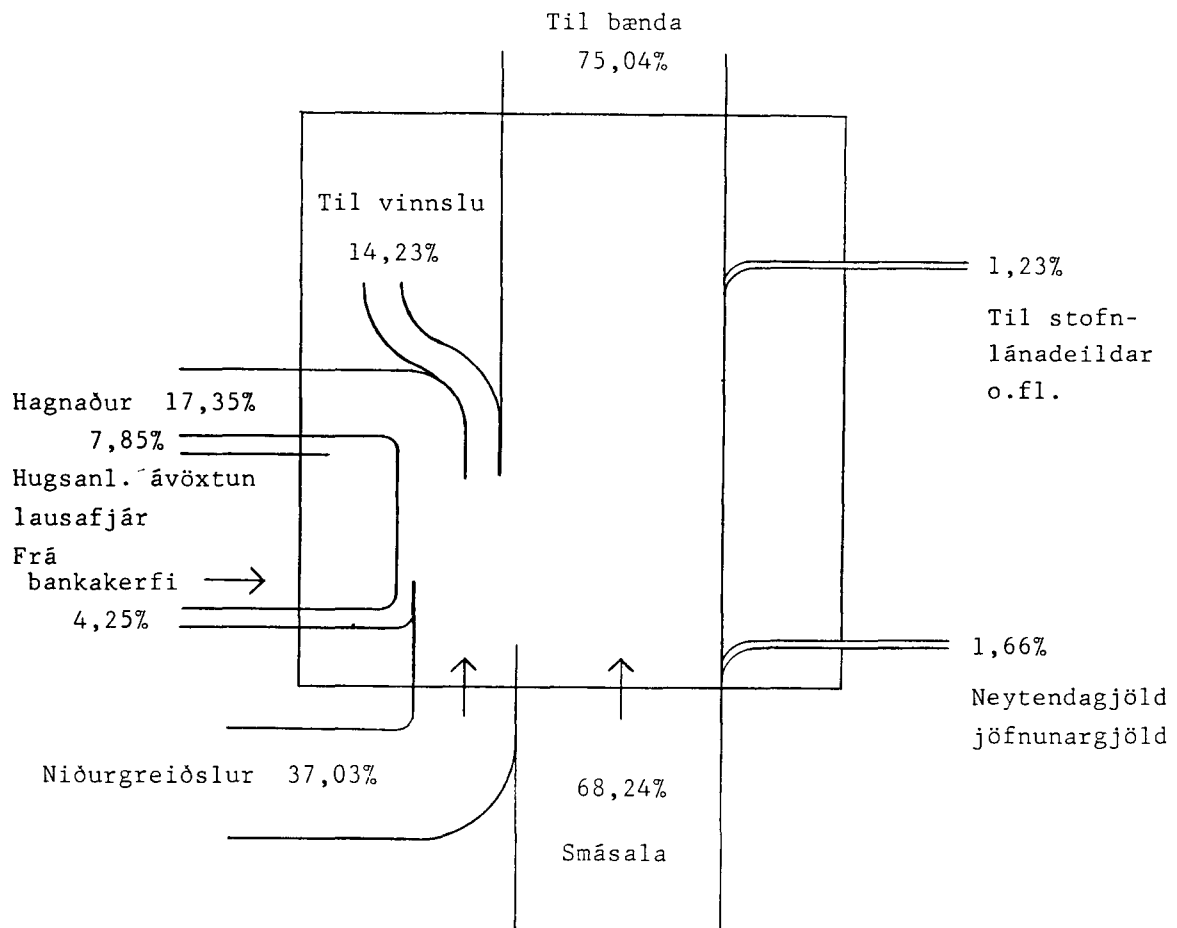 Til bænda
75,04%
Til vinnslu
14,23%
1,23%
Til stofn-
lánadeildar
o.fl.
Hagnaður 17,35%
7,85%
Hugsanl. ávöxtun
lausafjár
Frá
bankakerfi
4,25%
1,66%
Neytendagjöld
jöfnunargjöld
Niðurgreiðslur 37,03%
68,24%
Smásala